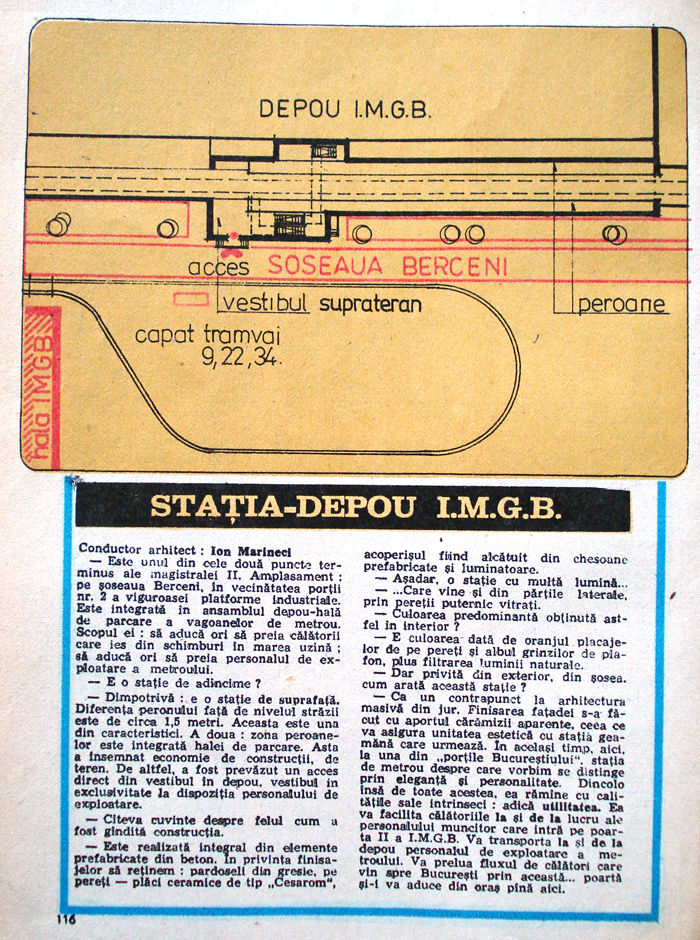 DEPOU I.M.G.B.
acces SOSEAUA BERCENI
vestibul suprateran
peroane
capat tramvai
9,22,34.
hala IMGB
STAȚIA-DEPOU I.M.G.B.
Conductor arhitect : Ion Marineci
— Este unul din cele două puncte ter-
minus ale magistralei II. Amplasament :
pe șoseaua Berceni, în vecinătatea porții
nr. 2 a viguroasei platforme industriale.
Este integrată în ansamblul depou-hală
de parcare a vagoanelor de metrou.
Scopul ei : să aducă ori să preia călătorii
care ies din schimburi în marea uzină ;
să aducă ori să preia personalul de ex-
ploatare a metroului.
— E o stație de adîncime ?
— Dimpotrivă : e o stație de suprafață.
Diferența peronului față de nivelul străzii
este de circa 1,5 metri. Aceasta este una
din caracteristici. A doua : zona peroane-
lor este integrată halei de parcare. Asta
a însemnat economie de construcții, de
teren. De altfel, a fost prevăzut un acces
direct din vestibul în depou, vestibul în
exclusivitate la dispoziția personalului de
exploatare.
— Cîteva cuvinte despre felul cum a
fost gîndită construcția.
— Este realizată integral din elemente
prefabricate din beton. În privința finisa-
jelor să reținem : pardoseli din gresie, pe
pereți — plăci ceramice de tip „Cesarom",
acoperișul fiind alcătuit din chesoane
prefabricate și luminatoare.
— Așadar, o stație cu multă lumină...
— ...Care vine și din părțile laterale,
prin pereții puternic vitrați.
— Culoarea predominantă obținută ast-
fel în interior ?
— E culoarea dată de oranjul placaje-
lor de pe pereți și albul grinzilor de pla-
fon, plus filtrarea luminii naturale.
— Dar privită din exterior, din șosea,
cum arată această stație ?
— Ca un contrapunct la arhitectura
masivă din jur. Finisarea fațadei s-a fă-
cut cu aportul cărămizii aparente, ceea ce
va asigura unitatea estetică cu stația gea-
mănă care urmează. În același timp, aici,
la una din „porțile Bucureștiului", stația
de metrou despre care vorbim se distinge
prin eleganță și personalitate. Dincolo
însă de toate acestea, ea rămîne cu cali-
tățile sale intrinseci : adică utilitatea. Ea
va facilita călătoriile la și de la lucru ale
personalului muncitor care intră pe poar-
ta II a I.M.G.B. Va transporta la și de la
depou personalul de exploatare a me-
troului. Va prelua fluxul de călători care
vin spre București prin această... poartă
și-i va aduce din oraș pînă aici.
116